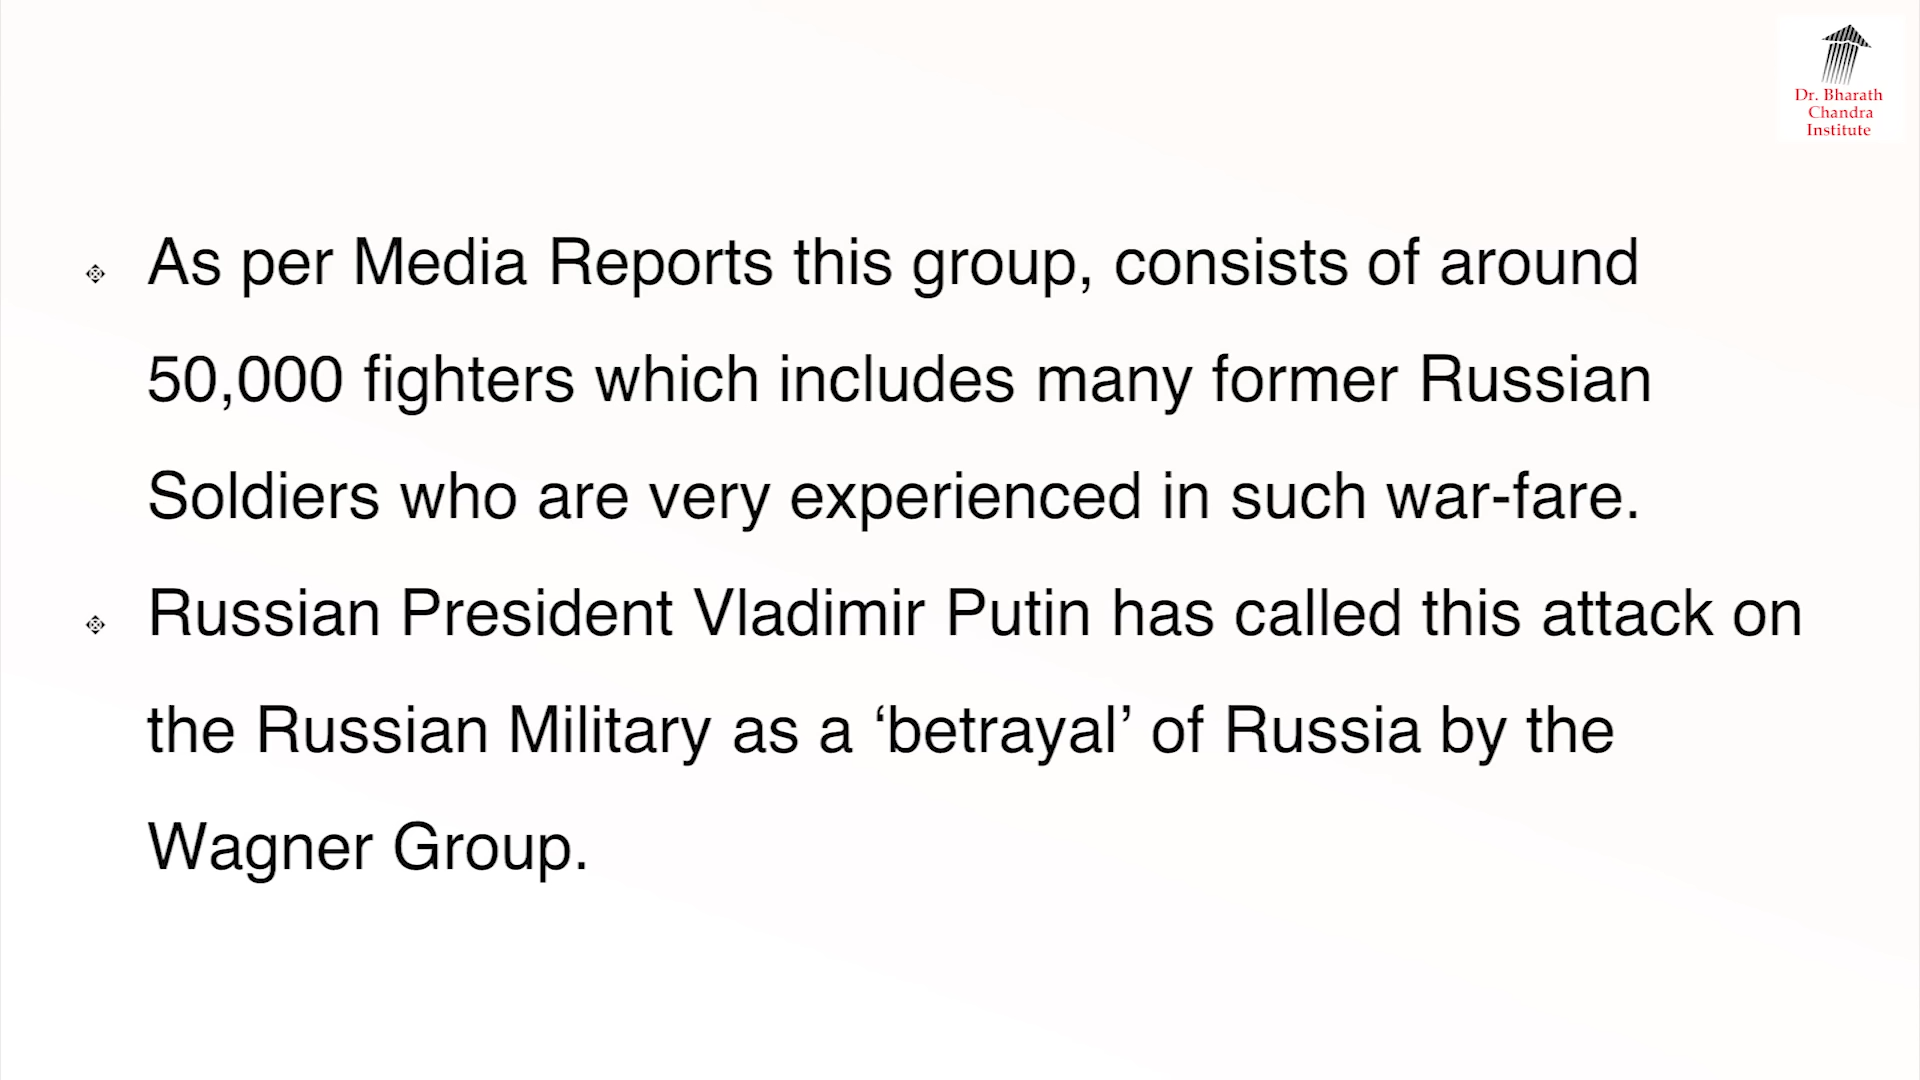 Dr. Bharath
Chandra
Institute
As per Media Reports this group, consists of around
50,000 fighters which includes many former Russian
Soldiers who are very experienced in such war-fare.
Russian President Vladimir Putin has called this attack on
the Russian Military as a ‘betrayal’ of Russia by the
Wagner Group.